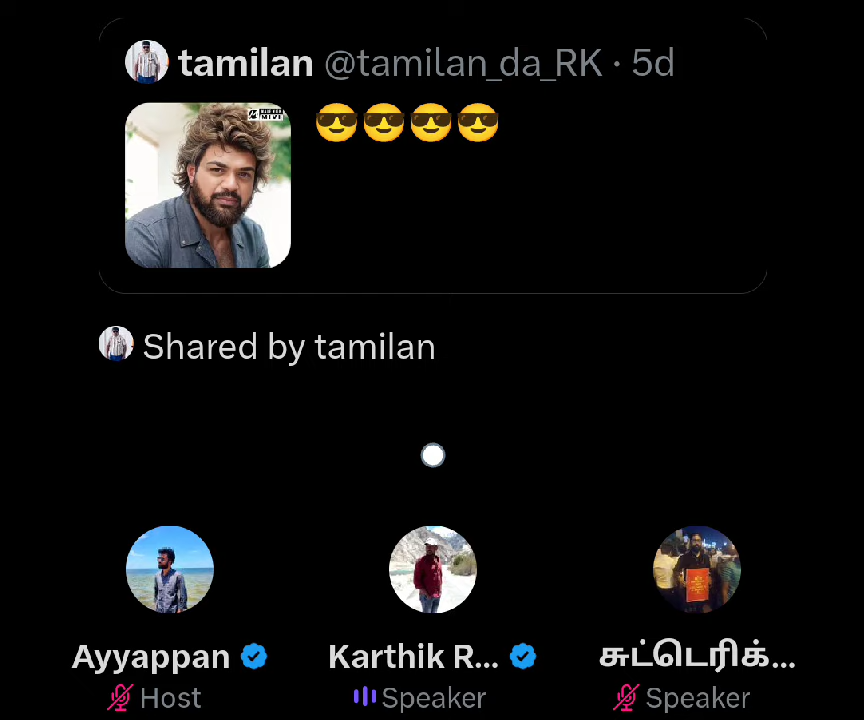 tamilan @tamilan_da_RK · 5d
😎😎😎😎
Shared by tamilan
Ayyappan
Karthik R...
சுட்டெரிக்...
Host
Speaker
Speaker